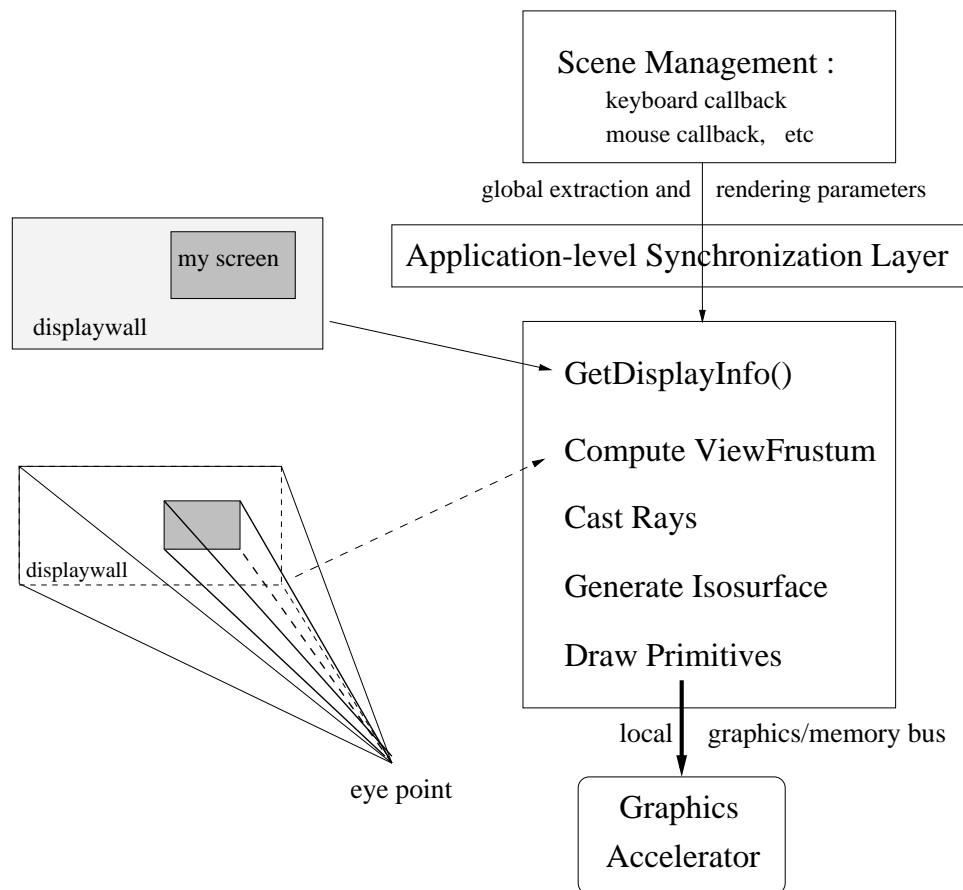 Scene Management :
keyboard callback
mouse callback, etc
global extraction and rendering parameters
Application-level Synchronization Layer
my screen
displaywall
GetDisplayInfo()
Compute ViewFrustum
Cast Rays
Generate Isosurface
Draw Primitives
displaywall
eye point
local graphics/memory bus
Graphics
Accelerator